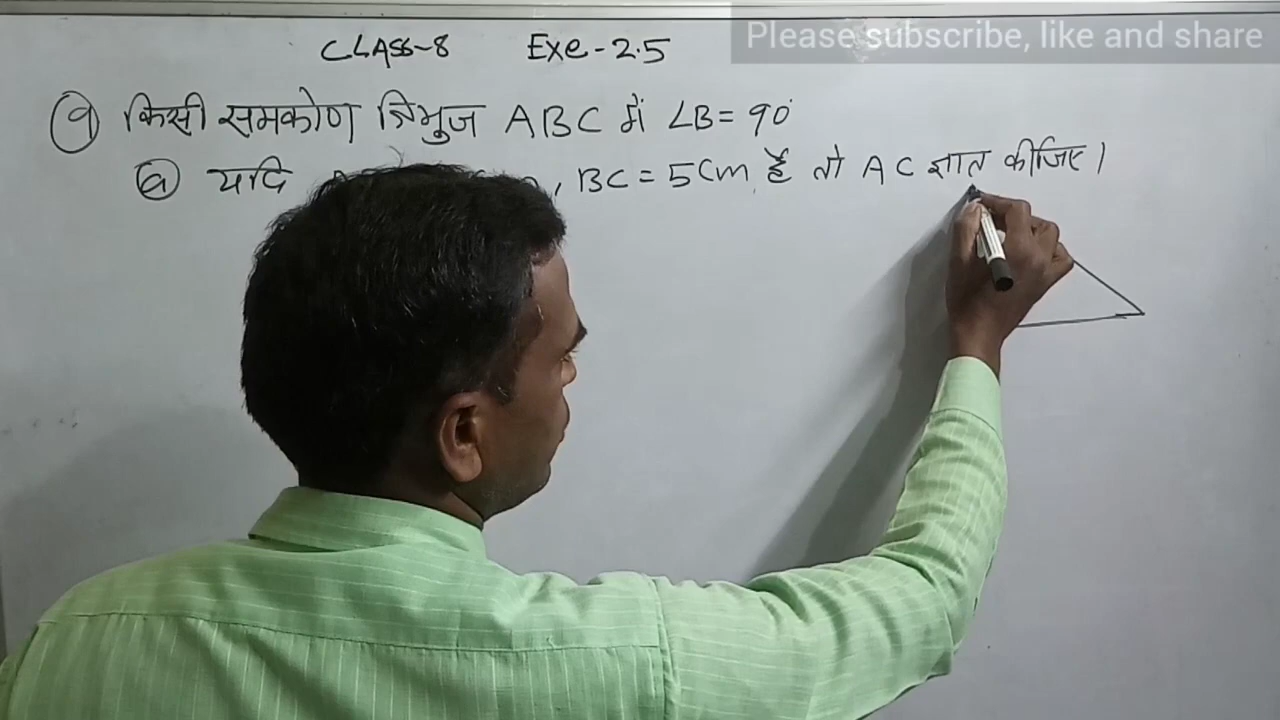 Please subscribe, like and share
CLASS-8 Exe-2.5
9 किसी समकोण त्रिभुज ABC में ∠B = 90°
a यदि , BC = 5cm है तो AC ज्ञात कीजिए।